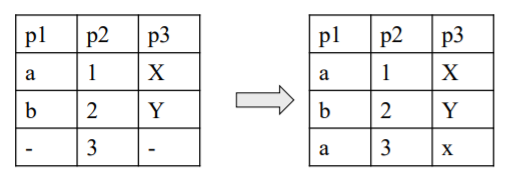 p1 p2 p3
a 1 X
b 2 Y
- 3 -
p1 p2 p3
a 1 X
b 2 Y
a 3 x